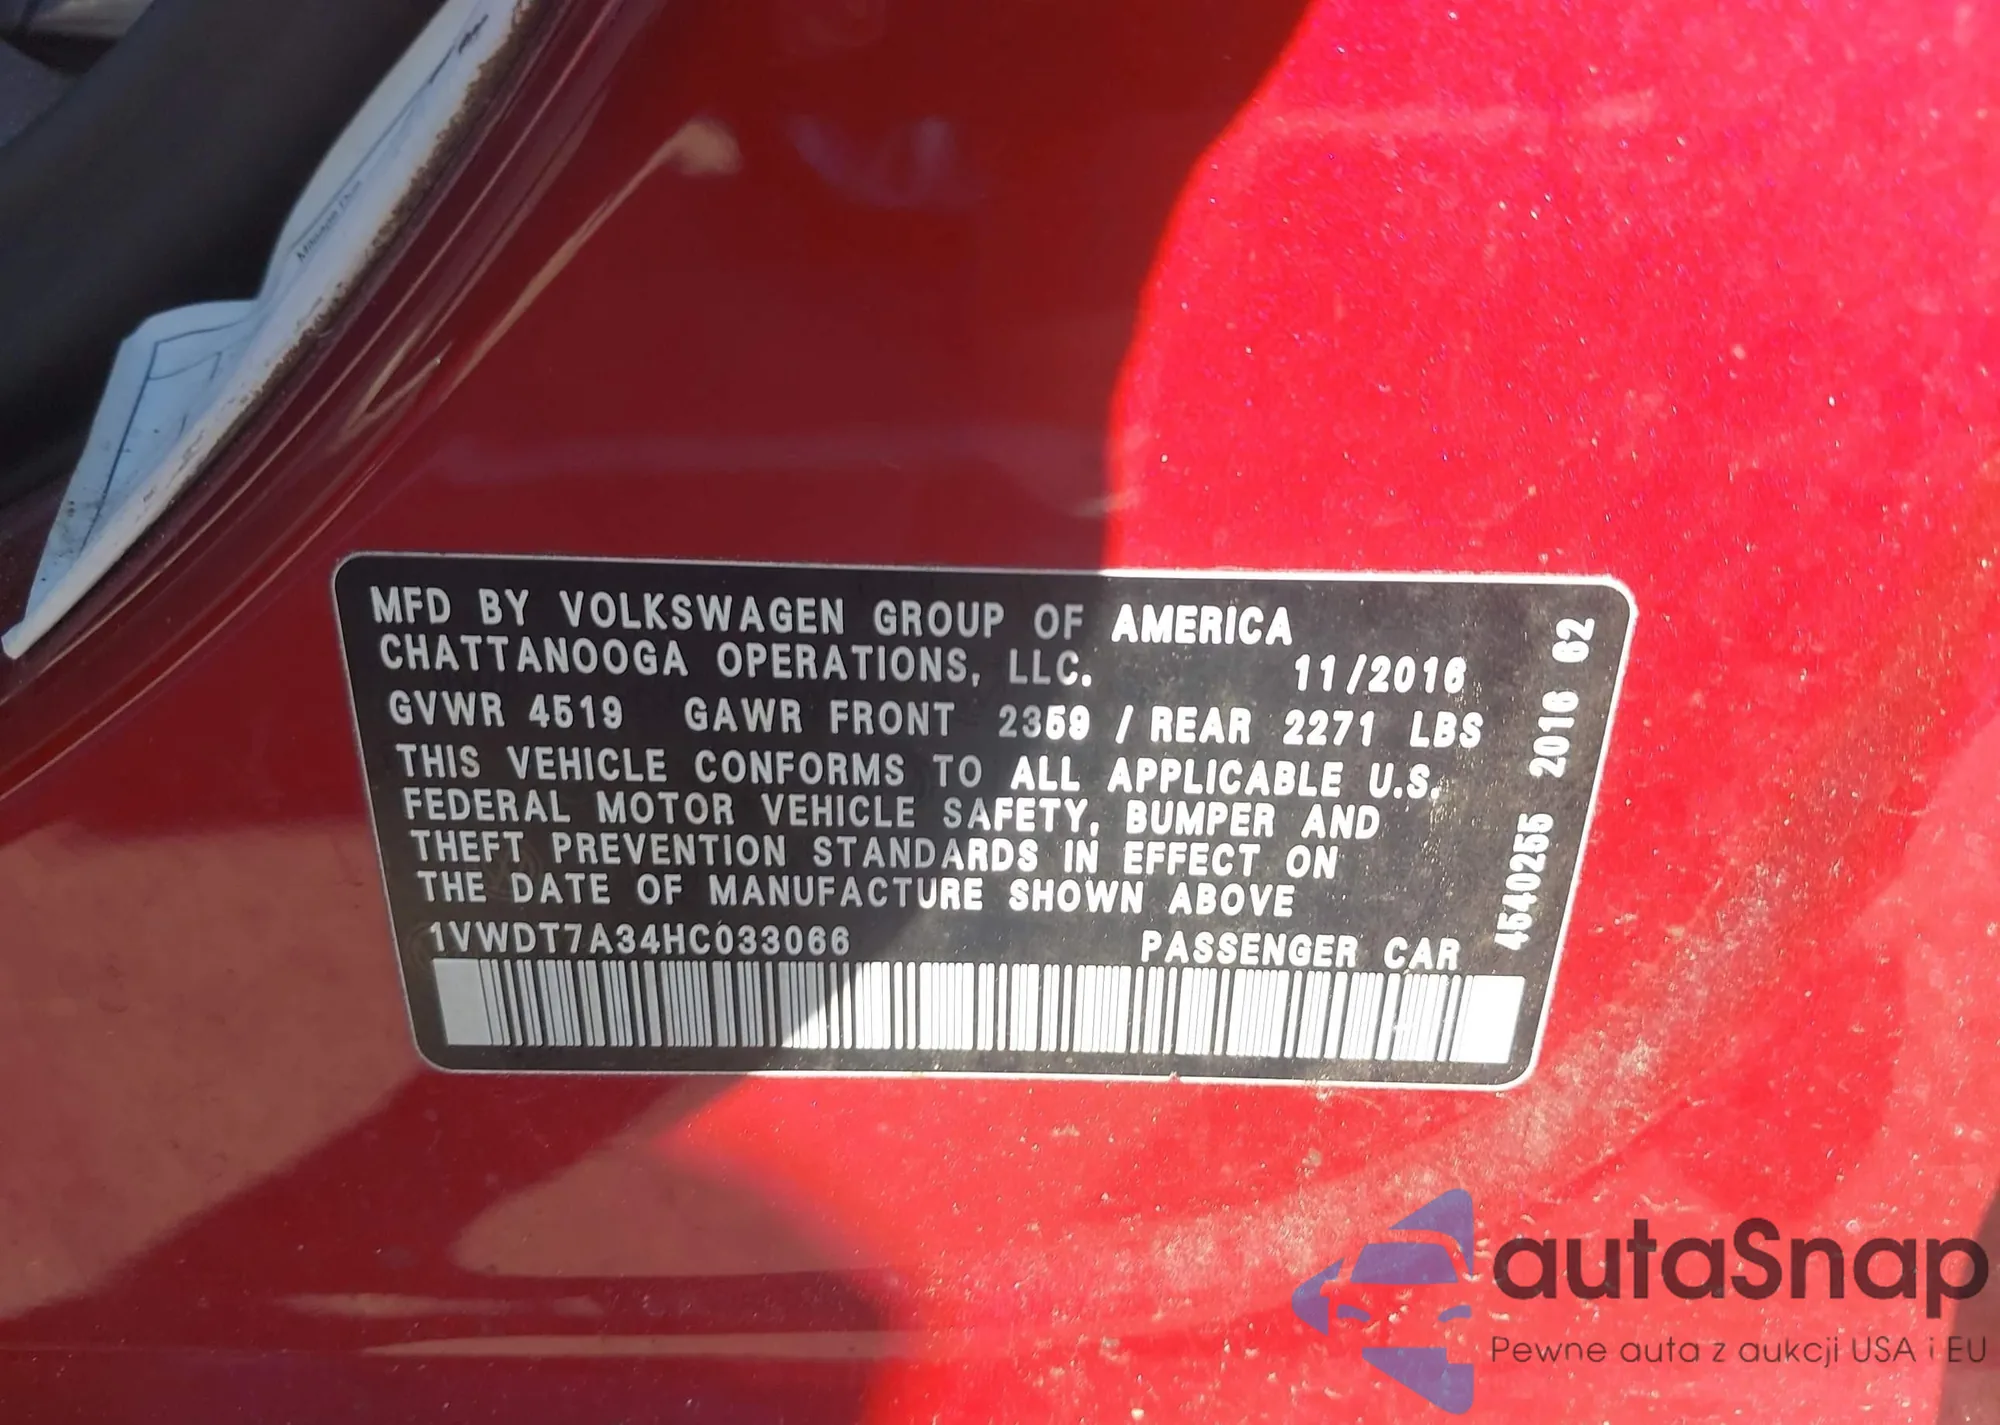 MFD BY VOLKSWAGEN GROUP OF AMERICA
CHATTANOOGA OPERATIONS, LLC. 11/2016
GVWR 4519 GAWR FRONT 2359 / REAR 2271 LBS
THIS VEHICLE CONFORMS TO ALL APPLICABLE U.S.
FEDERAL MOTOR VEHICLE SAFETY, BUMPER AND
THEFT PREVENTION STANDARDS IN EFFECT ON
THE DATE OF MANUFACTURE SHOWN ABOVE
1VWDT7A34HC033066 PASSENGER CAR
4540255 2016 62
autaSnap
Pewne auta z aukcji USA i EU